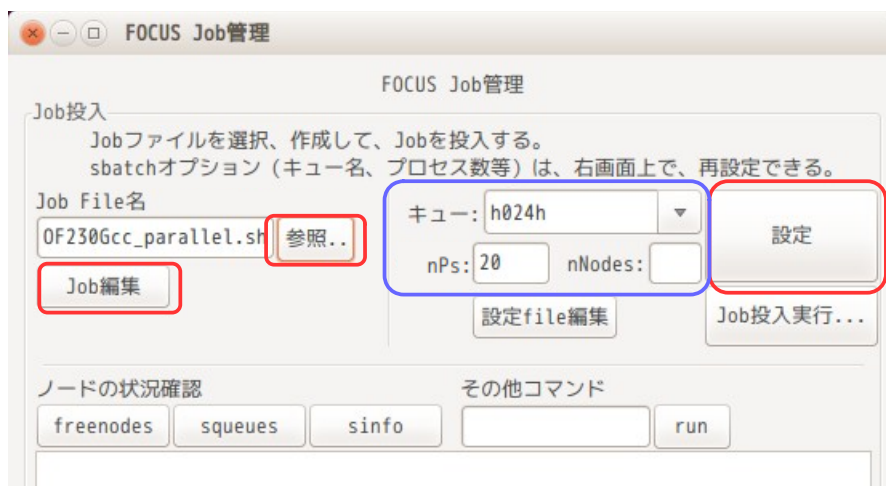 FOCUS Job管理
FOCUS Job管理
Job投入
Jobファイルを選択、作成して、Jobを投入する。
sbatchオプション（キュー名、プロセス数等）は、右画面上で、再設定できる。
Job File名
OF230Gcc_parallel.sh
参照..
キュー: h024h
設定
nPs: 20 nNodes:
Job編集
設定file編集
Job投入実行...
ノードの状況確認
その他コマンド
freenodes squeues sinfo
run